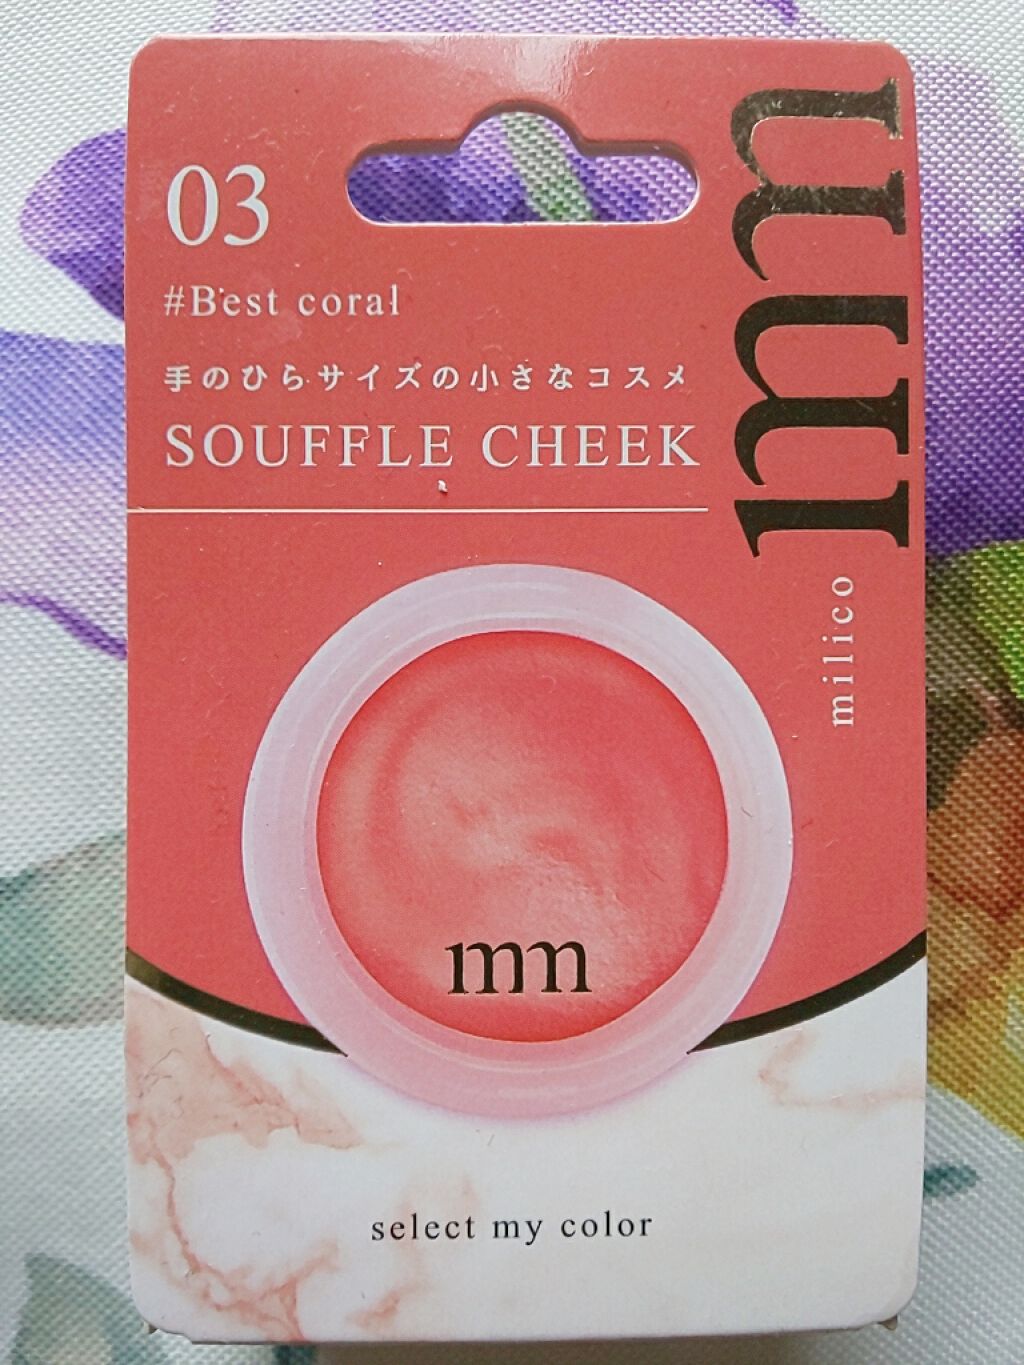 03
#Best coral
手のひらサイズの小さなコスメ
SOUFFLE CHEEK
mm
milico
mm
select my color